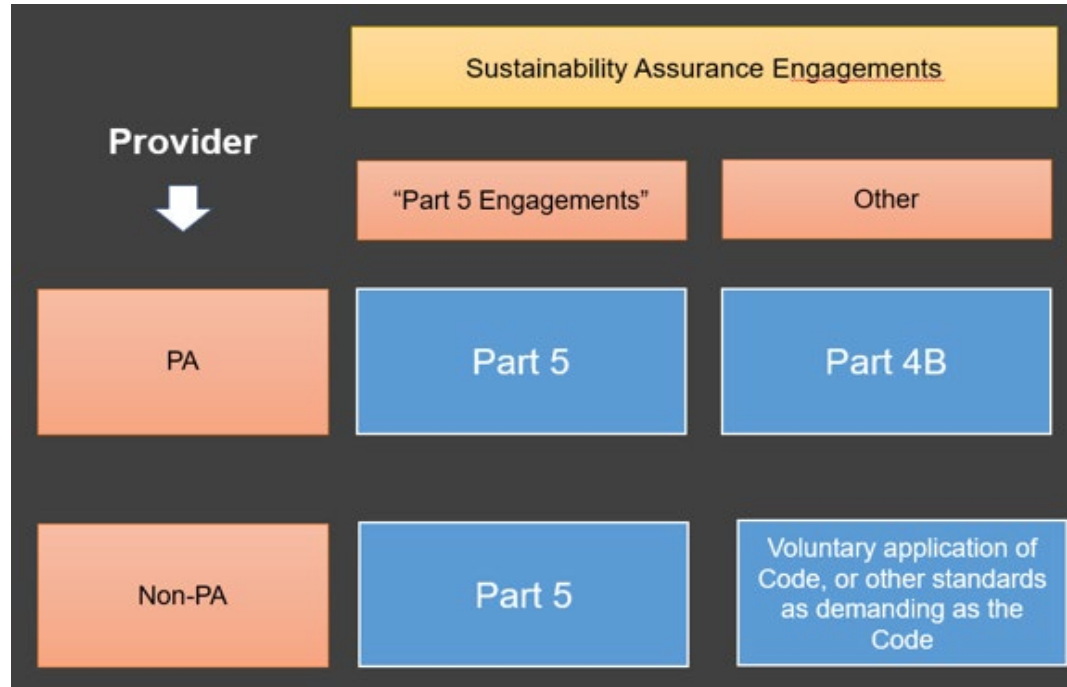 Sustainability Assurance Engagements
Provider
“Part 5 Engagements”
Other
PA
Part 5
Part 4B
Non-PA
Part 5
Voluntary application of
Code, or other standards
as demanding as the
Code